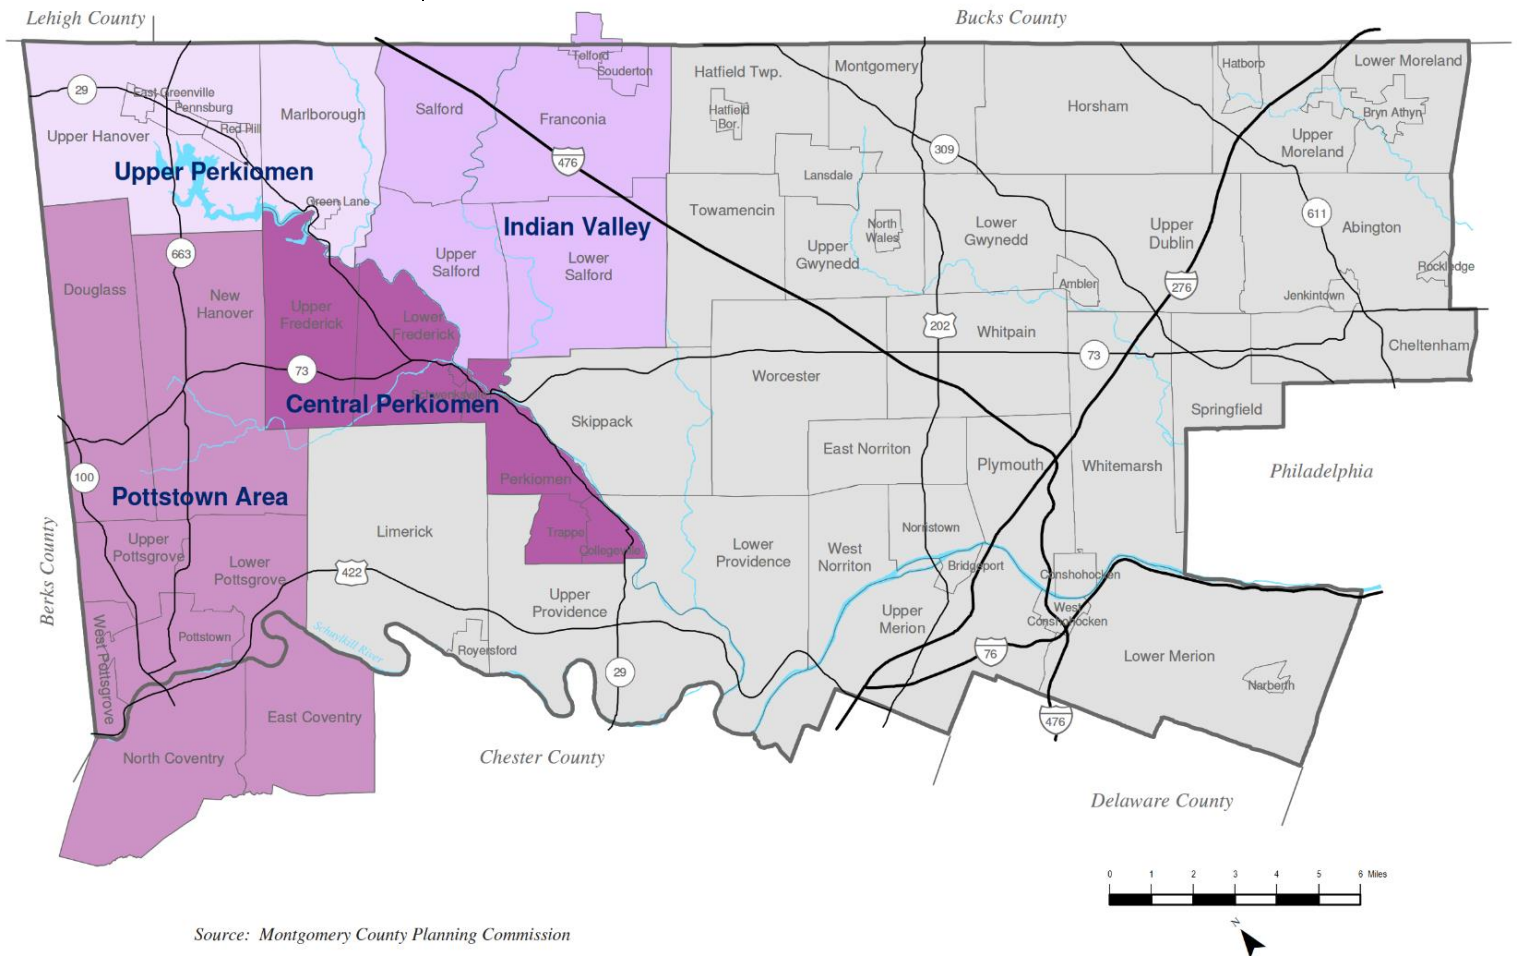 Lehigh County
Bucks County
Telford
Souderton
Hatfield Twp.
Montgomery
Hatboro
Lower Moreland
29
East Greenville
Pennsburg
Red Hill
Upper Hanover
Marlborough
Salford
Franconia
476
Hatfield
Bor.
Horsham
309
Bryn Athyn
Upper
Moreland
Upper Perkiomen
Green Lane
Lansdale
Indian Valley
Towamencin
North
Wales
Upper
Gwynedd
Lower
Gwynedd
Upper
Dublin
611
Abington
663
Upper
Salford
Lower
Salford
Ambler
276
Rockledge
Jenkintown
Douglass
New
Hanover
Upper
Frederick
Lower
Frederick
202
Whitpain
73
Cheltenham
73
Worcester
Central Perkiomen
Skippack
Springfield
East Norriton
Plymouth
Whitemarsh
Philadelphia
100
Pottstown Area
Perkiomen
Trappe
Collegeville
Limerick
Norristown
Berks County
Upper
Pottsgrove
Lower
Pottsgrove
422
Lower
Providence
West
Norriton
Bridgeport
Conshohocken
West
Conshohocken
Upper
Providence
Upper
Merion
West Pottsgrove
Pottstown
Schuylkill River
Royersford
29
76
Lower Merion
Narberth
476
East Coventry
North Coventry
Chester County
Delaware County
0 1 2 3 4 5 6 Miles
N
Source: Montgomery County Planning Commission